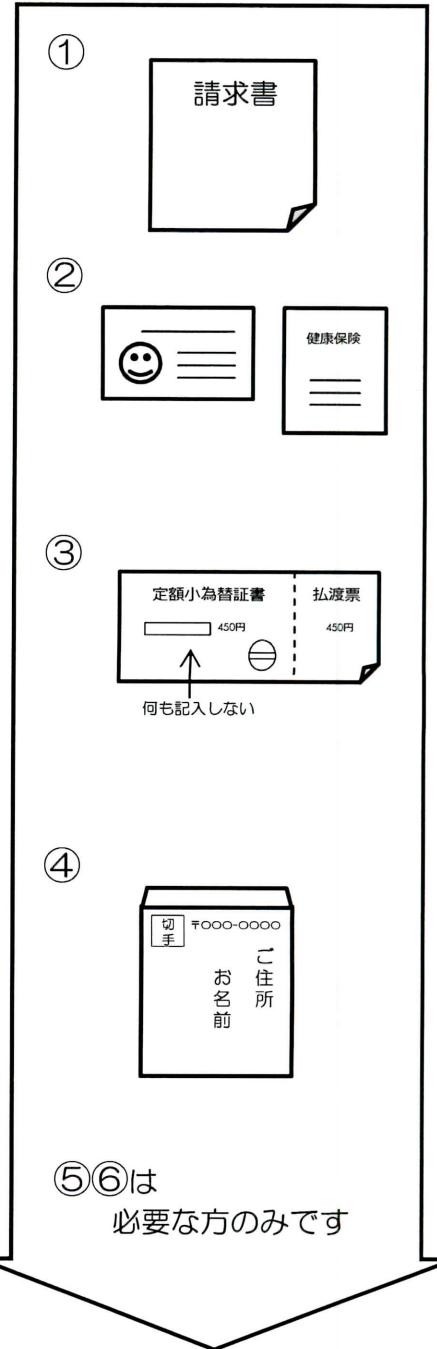 ①
請求書
②
健康保険
③
定額小為替証書
払渡票
450円
450円
何も記入しない
④
切手
〒000-0000
ご住所
お名前
⑤⑥は
必要な方のみです